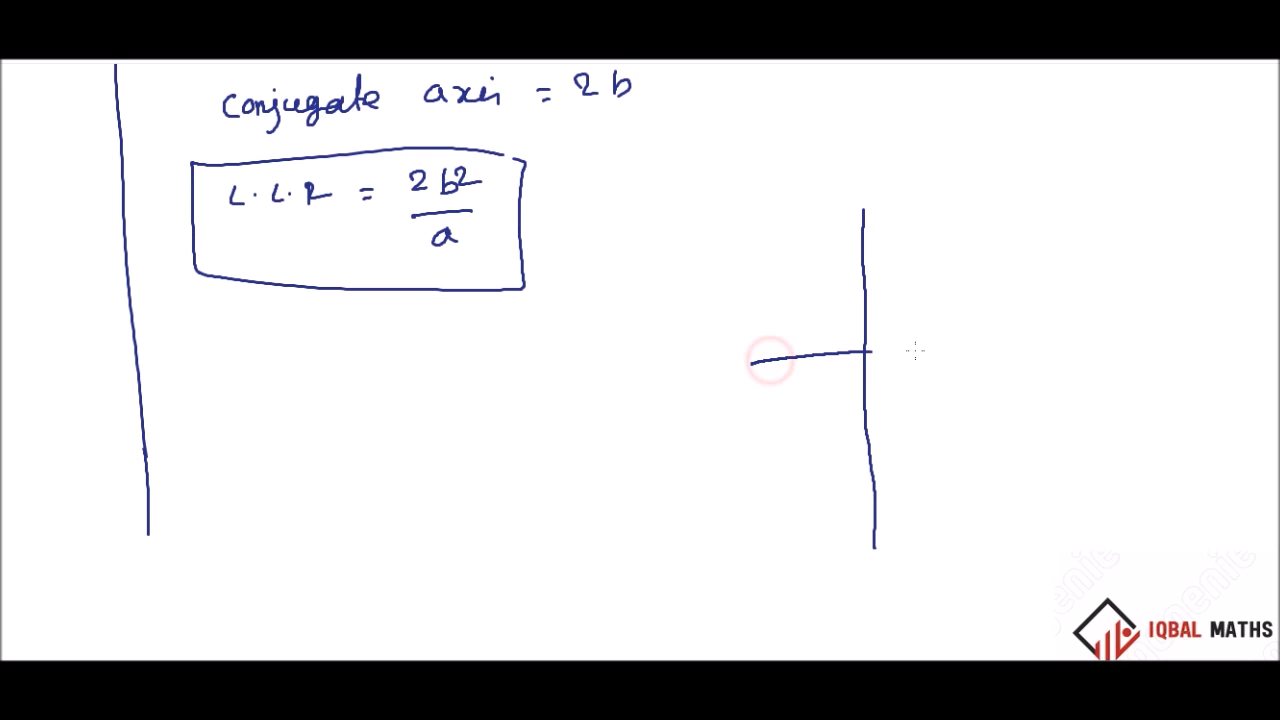 conjugate axis = 2b
L.L.R = 2b²/a
IQBAL MATHS